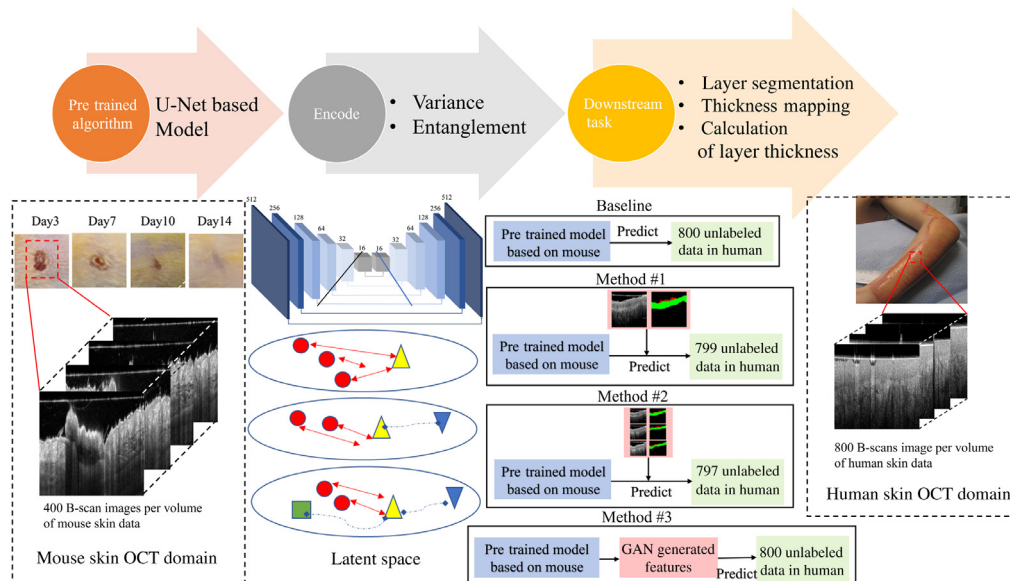 Pre trained
algorithm
U-Net based
Model
Encode
• Variance
• Entanglement
Downstream
task
• Layer segmentation
• Thickness mapping
• Calculation
of layer thickness
Day3 Day7 Day10 Day14
400 B-scan images per volume
of mouse skin data
Mouse skin OCT domain
512
256
128
64
32
16
16
32
64
128
256
512
Latent space
Baseline
Pre trained model
based on mouse
Predict
800 unlabeled
data in human
Method #1
Pre trained model
based on mouse
Predict
799 unlabeled
data in human
Method #2
Pre trained model
based on mouse
Predict
797 unlabeled
data in human
Method #3
Pre trained model
based on mouse
GAN generated
features
Predict
800 unlabeled
data in human
800 B-scans image per volume
of human skin data
Human skin OCT domain